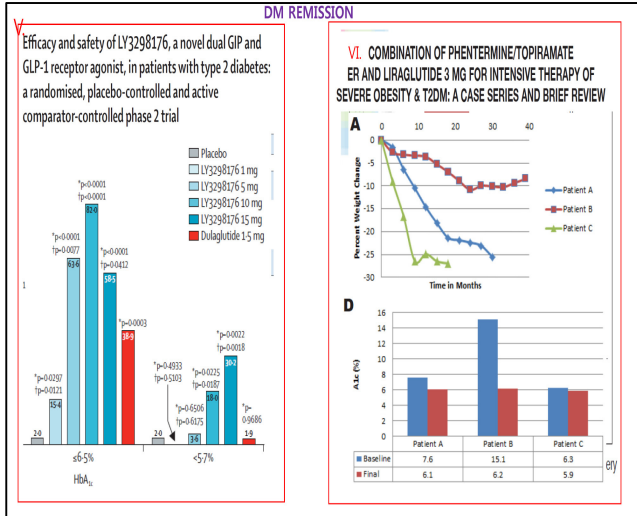 DM REMISSION
V
Efficacy and safety of LY3298176, a novel dual GIP and
GLP-1 receptor agonist, in patients with type 2 diabetes:
a randomised, placebo-controlled and active
comparator-controlled phase 2 trial
Placebo
LY3298176 1 mg
LY3298176 5 mg
LY3298176 10 mg
LY3298176 15 mg
Dulaglutide 1·5 mg
*p<0·0001
†p<0·0001
82·0
*p<0·0001
†p=0·0077
63·6
*p<0·0001
†p=0·0412
58·5
*p=0·0003
38·9
*p=0·0297
†p=0·0121
15·4
2·0
*p=0·4933
†p=0·5103
*p=0·6506
†p=0·6175
*p=0·0225
†p=0·0187
*p=0·0022
†p=0·0018
*p=
0·9686
2·0
3·6
18·0
30·2
1·9
≤6·5%
<5·7%
HbA1c
VI. COMBINATION OF PHENTERMINE/TOPIRAMATE
ER AND LIRAGLUTIDE 3 MG FOR INTENSIVE THERAPY OF
SEVERE OBESITY & T2DM: A CASE SERIES AND BRIEF REVIEW
A
0 10 20 30 40
0
-5
-10
-15
-20
-25
-30
Percent Weight Change
Time in Months
Patient A
Patient B
Patient C
D
16
14
12
10
8
6
4
2
0
A1c (%)
Patient A Patient B Patient C
Baseline 7.6 15.1 6.3
Final 6.1 6.2 5.9
ery